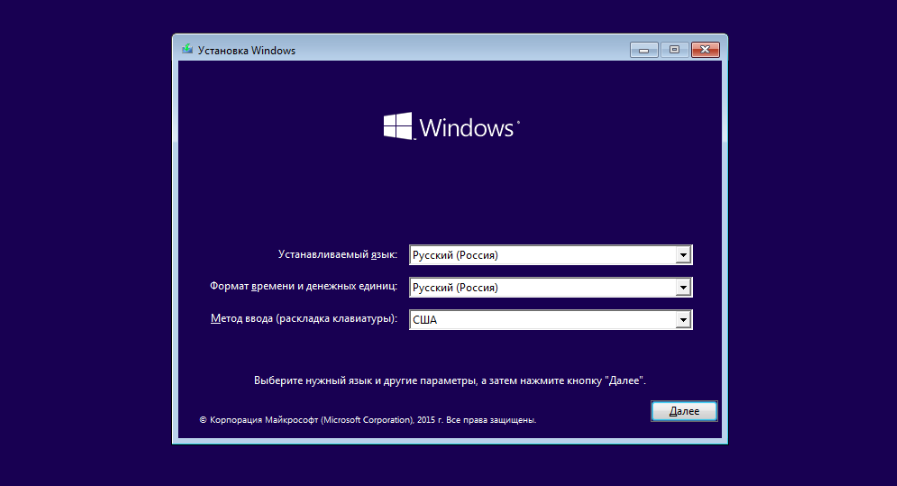 Установка Windows
Windows
Устанавливаемый язык: Русский (Россия)
Формат времени и денежных единиц: Русский (Россия)
Метод ввода (раскладка клавиатуры): США
Выберите нужный язык и другие параметры, а затем нажмите кнопку "Далее".
Далее
© Корпорация Майкрософт (Microsoft Corporation), 2015 г. Все права защищены.